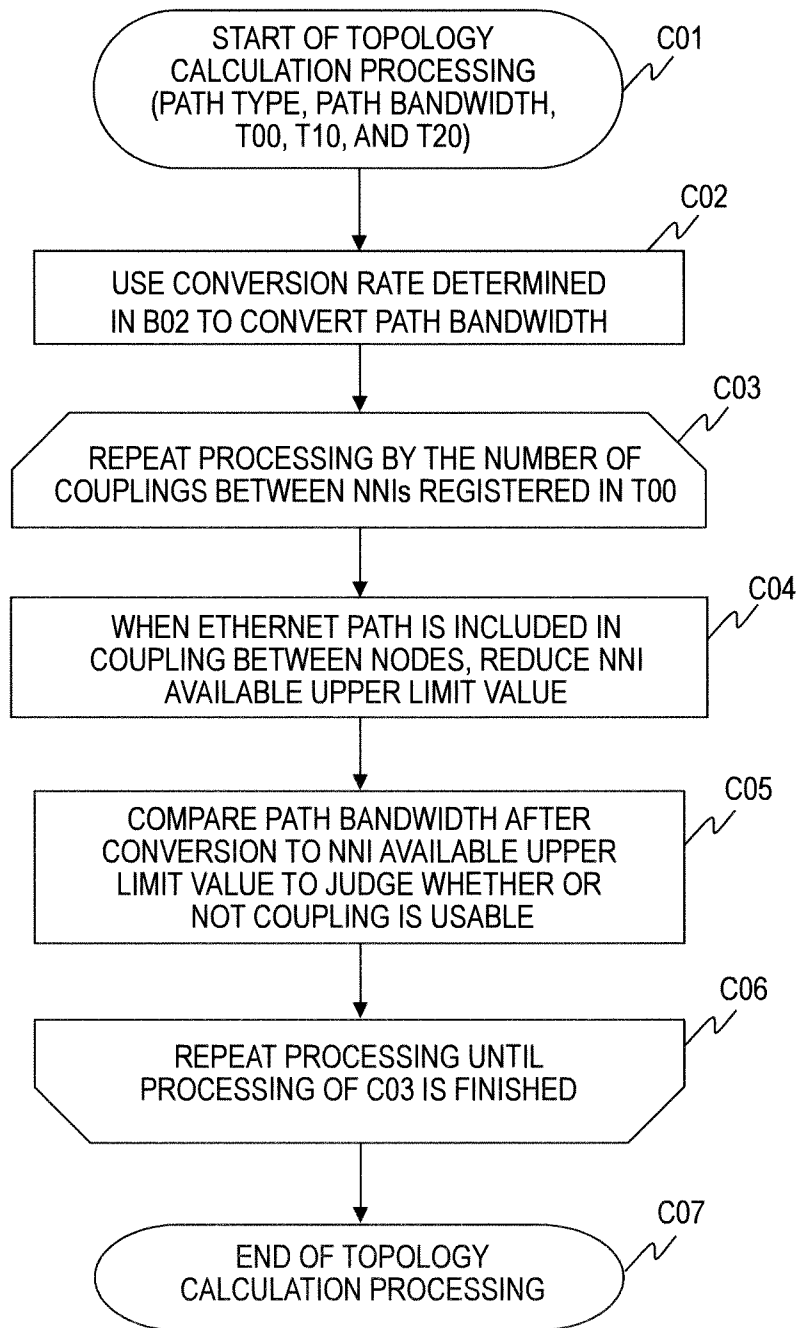 START OF TOPOLOGY
CALCULATION PROCESSING
(PATH TYPE, PATH BANDWIDTH,
T00, T10, AND T20)
C01
C02
USE CONVERSION RATE DETERMINED
IN B02 TO CONVERT PATH BANDWIDTH
C03
REPEAT PROCESSING BY THE NUMBER OF
COUPLINGS BETWEEN NNIs REGISTERED IN T00
C04
WHEN ETHERNET PATH IS INCLUDED IN
COUPLING BETWEEN NODES, REDUCE NNI
AVAILABLE UPPER LIMIT VALUE
C05
COMPARE PATH BANDWIDTH AFTER
CONVERSION TO NNI AVAILABLE UPPER
LIMIT VALUE TO JUDGE WHETHER OR
NOT COUPLING IS USABLE
C06
REPEAT PROCESSING UNTIL
PROCESSING OF C03 IS FINISHED
C07
END OF TOPOLOGY
CALCULATION PROCESSING